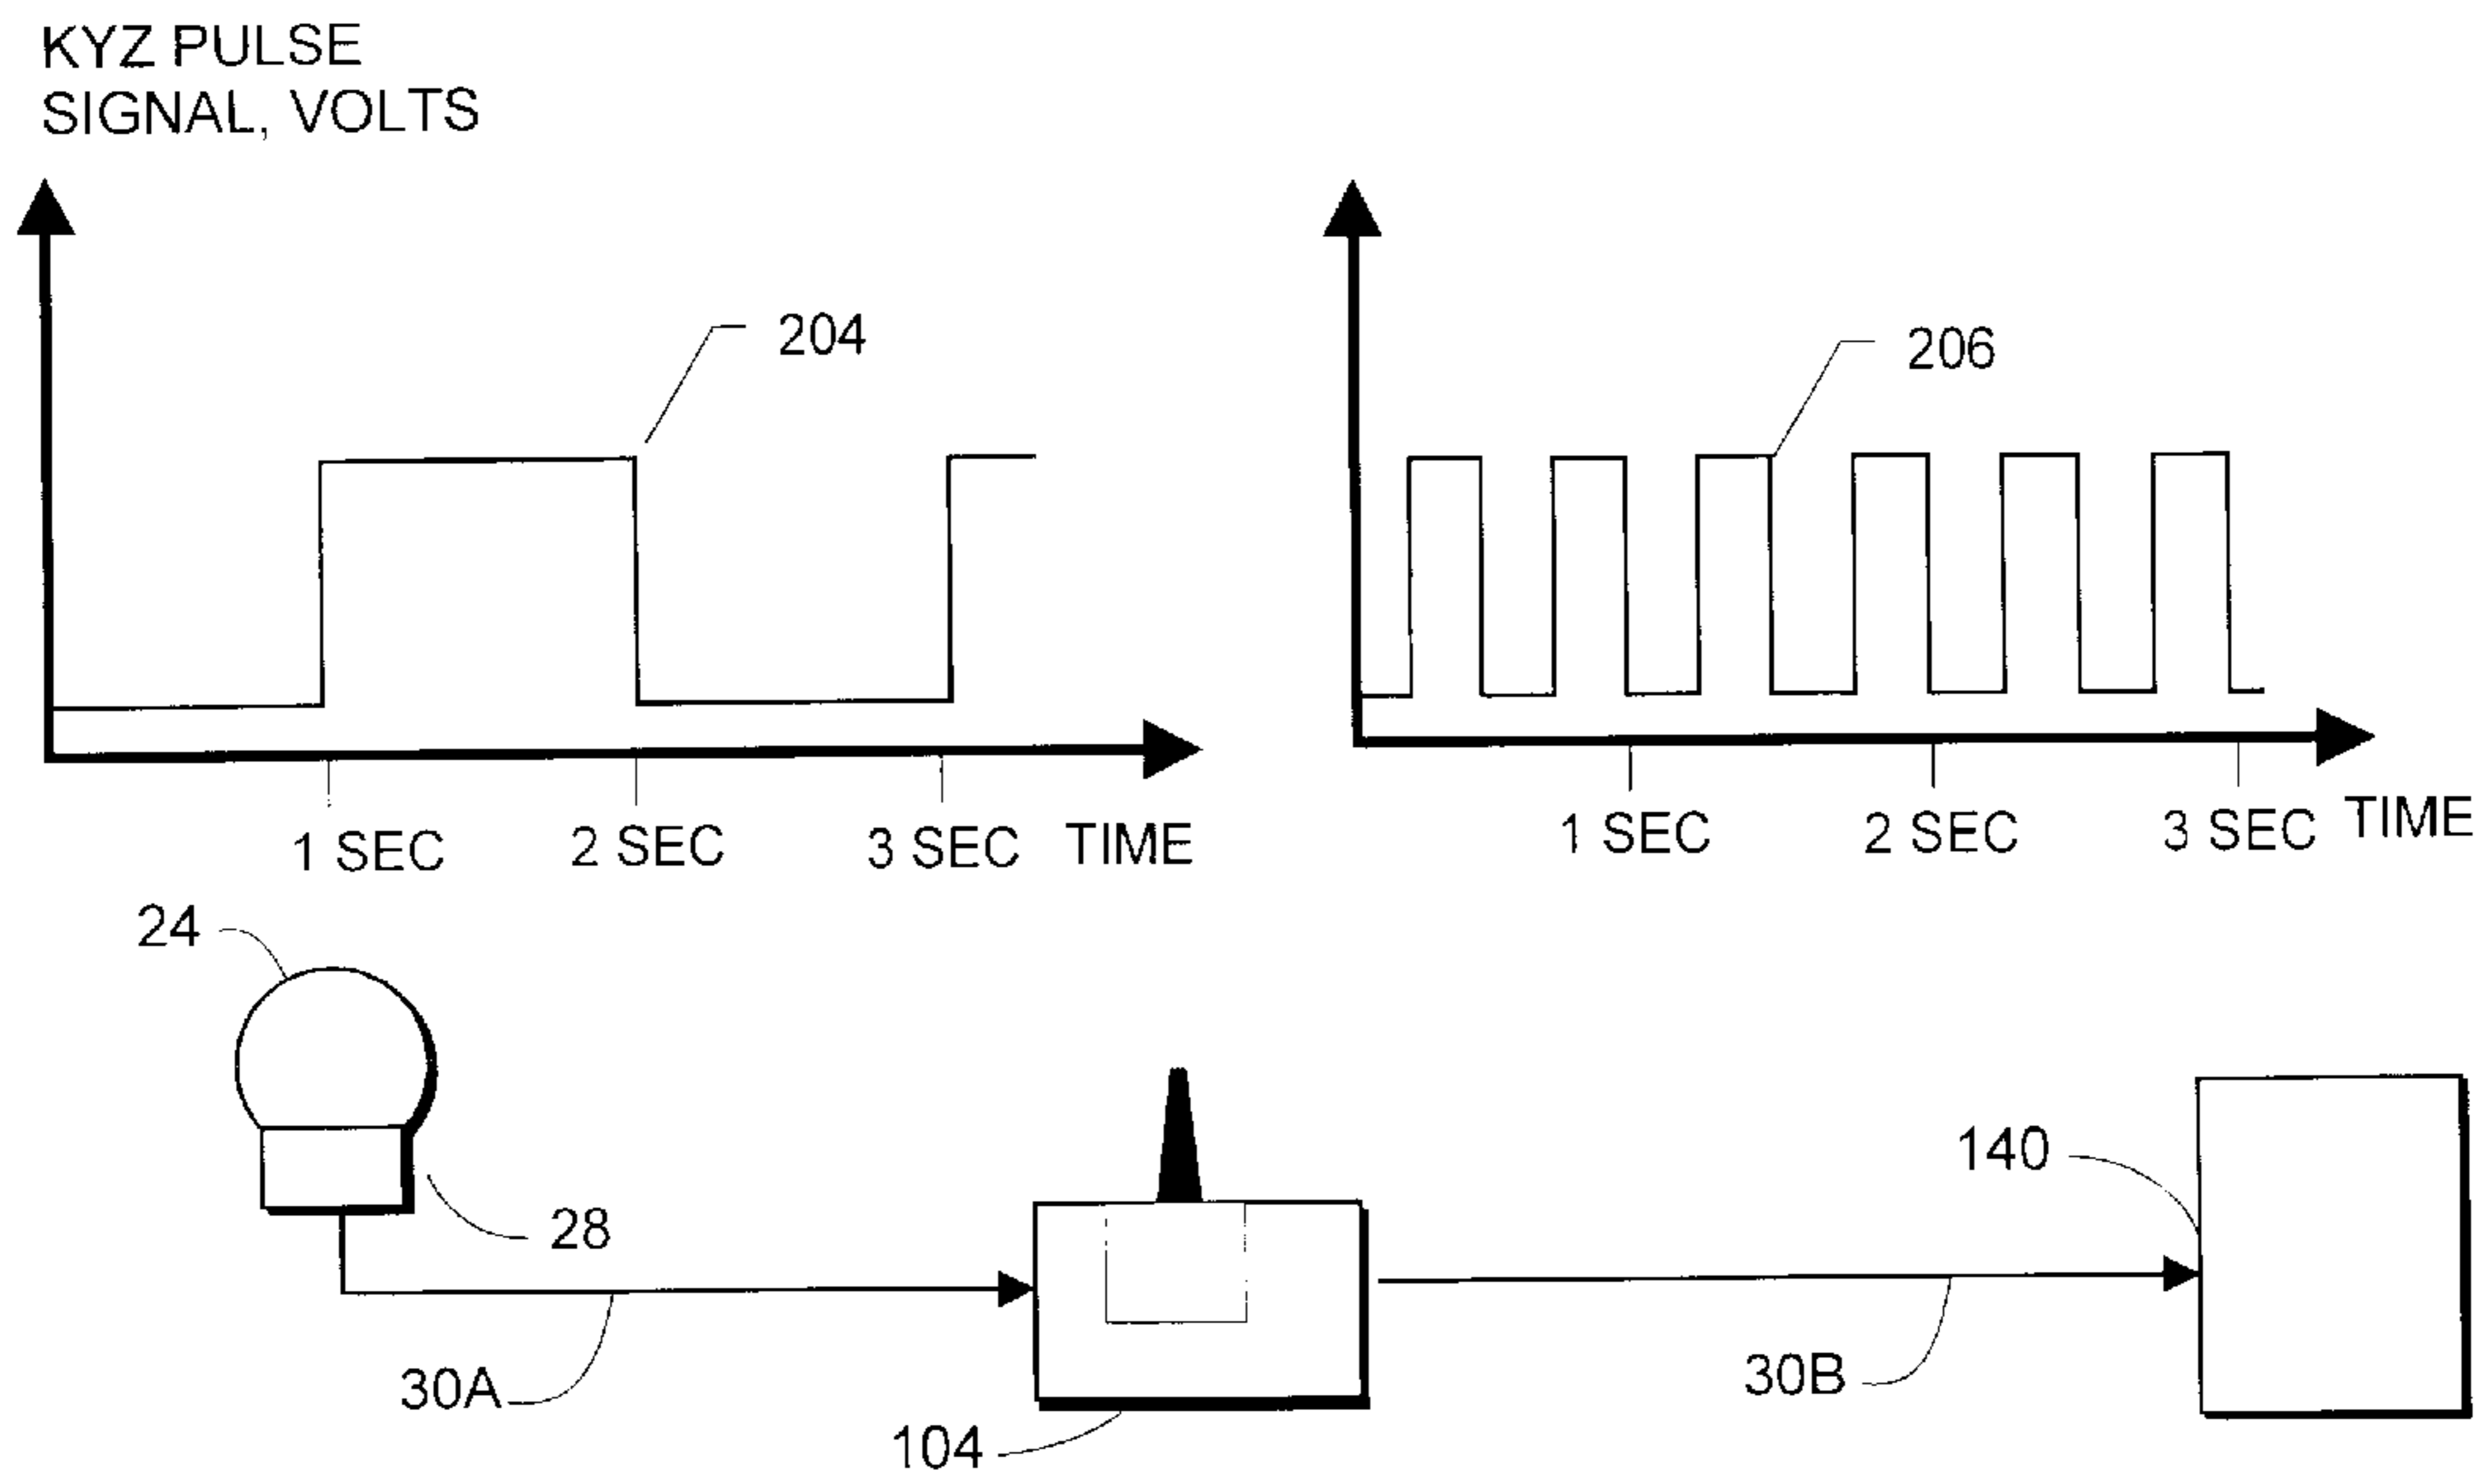 KYZ PULSE
SIGNAL, VOLTS
204
206
1 SEC
2 SEC
3 SEC
TIME
1 SEC
2 SEC
3 SEC
TIME
24
28
140
30A
30B
104